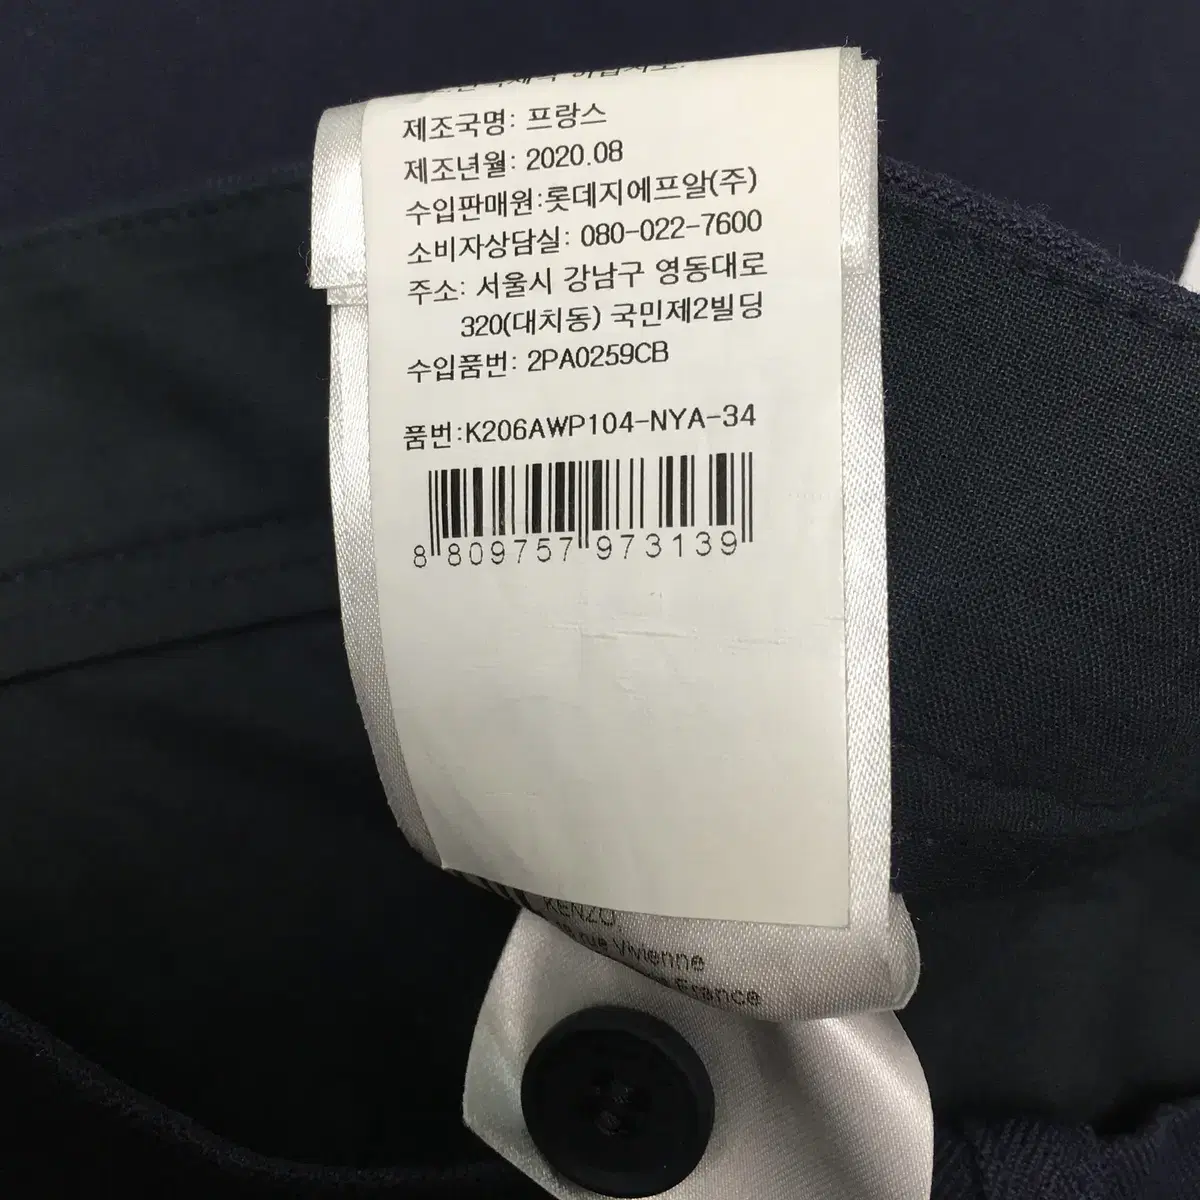 제조국명: 프랑스
제조년월: 2020.08
수입판매원:롯데지에프알(주)
소비자상담실: 080-022-7600
주소: 서울시 강남구 영동대로
320(대치동) 국민제2빌딩
수입품번: 2PA0259CB
품번:K206AWP104-NYA-34
8 809757 973139
KENZO,
rue Vivienne
France